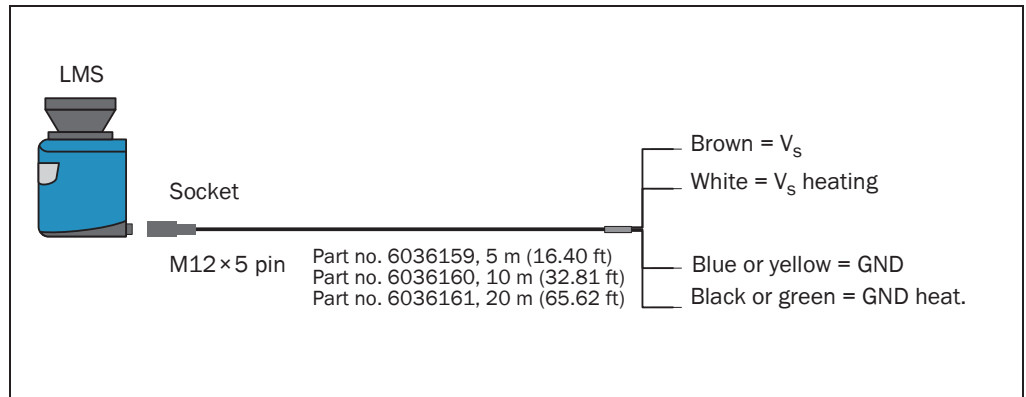 LMS
Socket
M12×5 pin
Part no. 6036159, 5 m (16.40 ft)
Part no. 6036160, 10 m (32.81 ft)
Part no. 6036161, 20 m (65.62 ft)
Brown = Vs
White = Vs heating
Blue or yellow = GND
Black or green = GND heat.